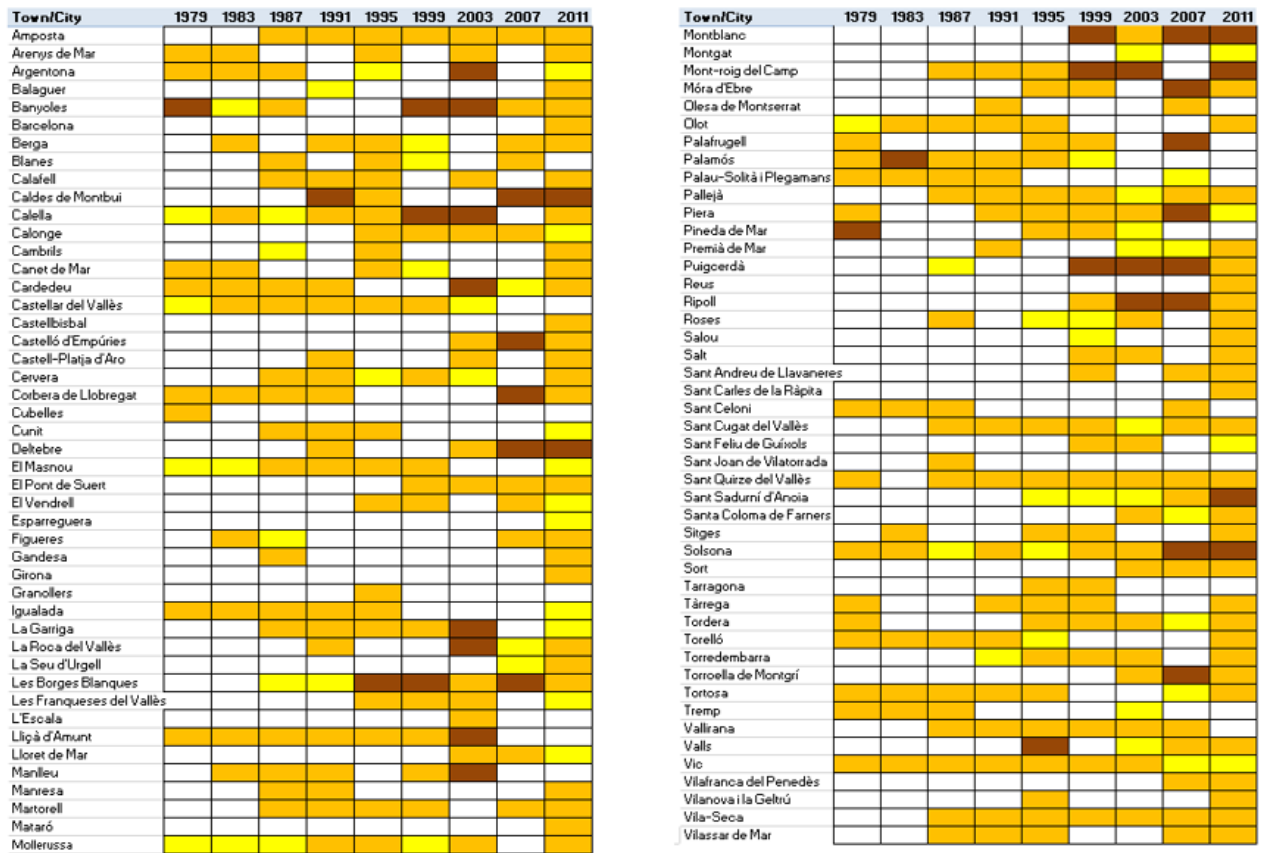 Town/City 1979 1983 1987 1991 1995 1999 2003 2007 2011
Amposta
Arenys de Mar
Argentona
Balaguer
Banyoles
Barcelona
Berga
Blanes
Calafell
Caldes de Montbui
Calella
Calonge
Cambrils
Canet de Mar
Cardedeu
Castellar del Vallès
Castellbisbal
Castelló d'Empúries
Castell-Platja d'Aro
Cervera
Corbera de Llobregat
Cubelles
Cunit
Deltebre
El Masnou
El Pont de Suert
El Vendrell
Esparreguera
Figueres
Gandesa
Girona
Granollers
Igualada
La Garriga
La Roca del Vallès
La Seu d'Urgell
Les Borges Blanques
Les Franqueses del Vallès
L'Escala
Lliçà d'Amunt
Lloret de Mar
Manlleu
Manresa
Martorell
Mataró
Mollerussa
Town/City 1979 1983 1987 1991 1995 1999 2003 2007 2011
Montblanc
Montgat
Mont-roig del Camp
Móra d'Ebre
Olesa de Montserrat
Olot
Palafrugell
Palamós
Palau-Solità i Plegamans
Pallejà
Piera
Pineda de Mar
Premià de Mar
Puigcerdà
Reus
Ripoll
Roses
Salou
Salt
Sant Andreu de Llavaneres
Sant Carles de la Ràpita
Sant Celoni
Sant Cugat del Vallès
Sant Feliu de Guíxols
Sant Joan de Vilatorrada
Sant Quirze del Vallès
Sant Sadurní d'Anoia
Santa Coloma de Farners
Sitges
Solsona
Sort
Tarragona
Tàrrega
Tordera
Torelló
Torredembarra
Torroella de Montgrí
Tortosa
Tremp
Vallirana
Valls
Vic
Vilafranca del Penedès
Vilanova i la Geltrú
Vila-Seca
Vilassar de Mar